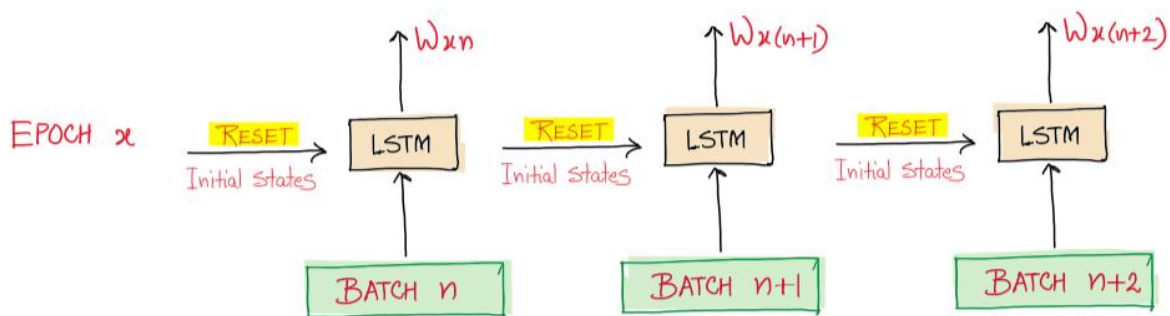 Wxn
Wx(n+1)
Wx(n+2)
EPOCH x
RESET
Initial States
LSTM
RESET
Initial States
LSTM
RESET
Initial States
LSTM
BATCH n
BATCH n+1
BATCH n+2